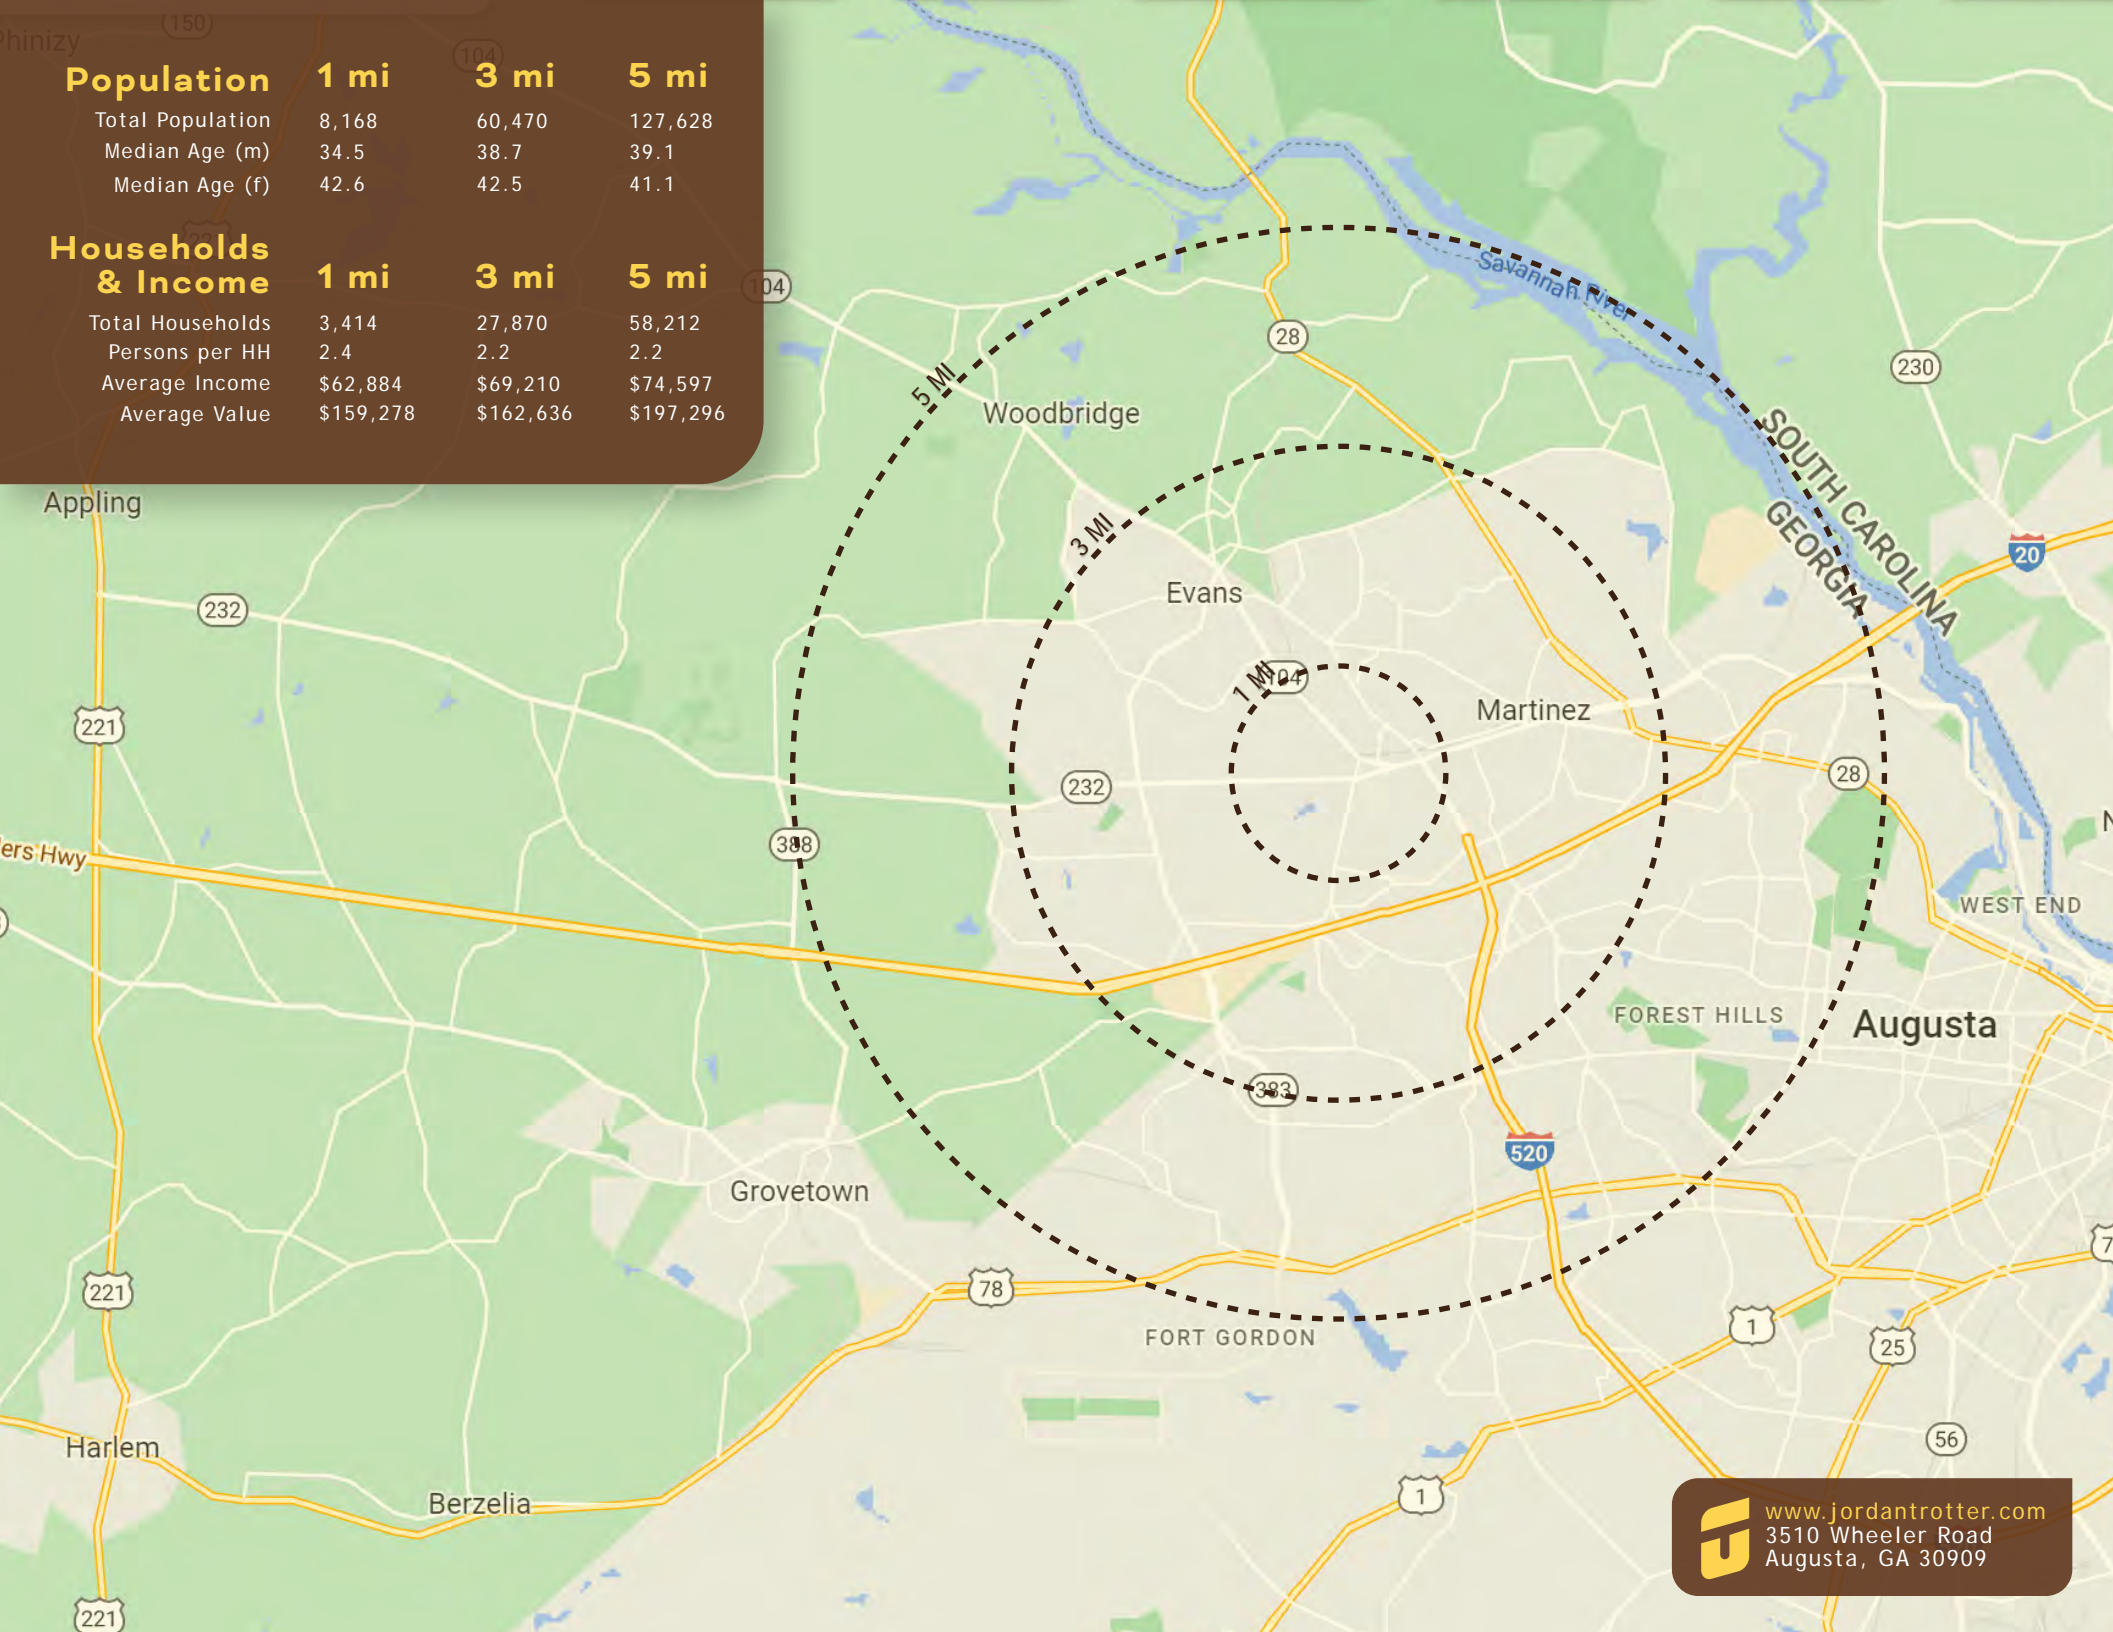 Phinizy
150
104
Population 1 mi 3 mi 5 mi
Total Population 8,168 60,470 127,628
Median Age (m) 34.5 38.7 39.1
Median Age (f) 42.6 42.5 41.1
Households
& Income 1 mi 3 mi 5 mi
Total Households 3,414 27,870 58,212
Persons per HH 2.4 2.2 2.2
Average Income $62,884 $69,210 $74,597
Average Value $159,278 $162,636 $197,296
104
Savannah River
28
230
5 MI
Woodbridge
SOUTH CAROLINA
GEORGIA
Appling
3 MI
20
Evans
232
1 MI
104
Martinez
221
232
28
388
ers Hwy
WEST END
FOREST HILLS
Augusta
383
520
Grovetown
221
78
FORT GORDON
1
25
Harlem
56
Berzelia
1
221
www.jordantrotter.com
3510 Wheeler Road
Augusta, GA 30909